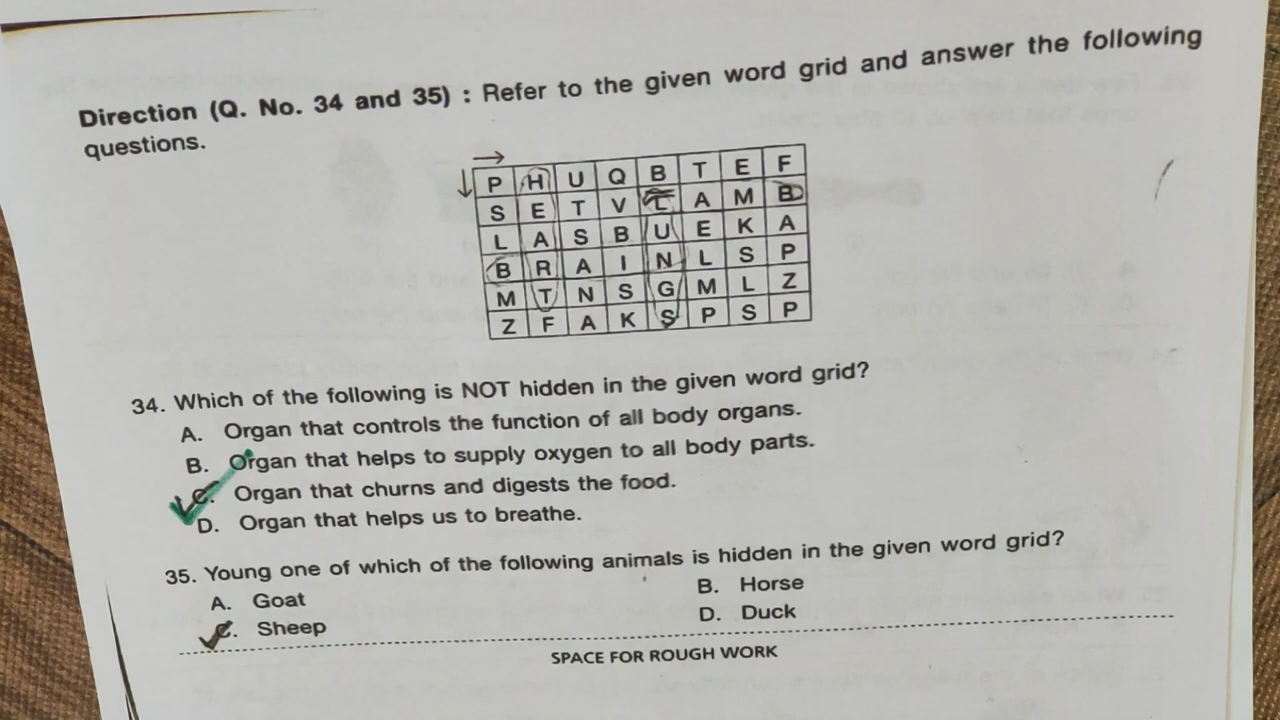 Direction (Q. No. 34 and 35) : Refer to the given word grid and answer the following
questions.
P H U Q B T E F
S E T V L A M B
L A S B U E K A
B R A I N L S P
M T N S G M L Z
Z F A K S P S P
34. Which of the following is NOT hidden in the given word grid?
A. Organ that controls the function of all body organs.
B. Organ that helps to supply oxygen to all body parts.
C. Organ that churns and digests the food.
D. Organ that helps us to breathe.
35. Young one of which of the following animals is hidden in the given word grid?
A. Goat B. Horse
C. Sheep D. Duck
SPACE FOR ROUGH WORK